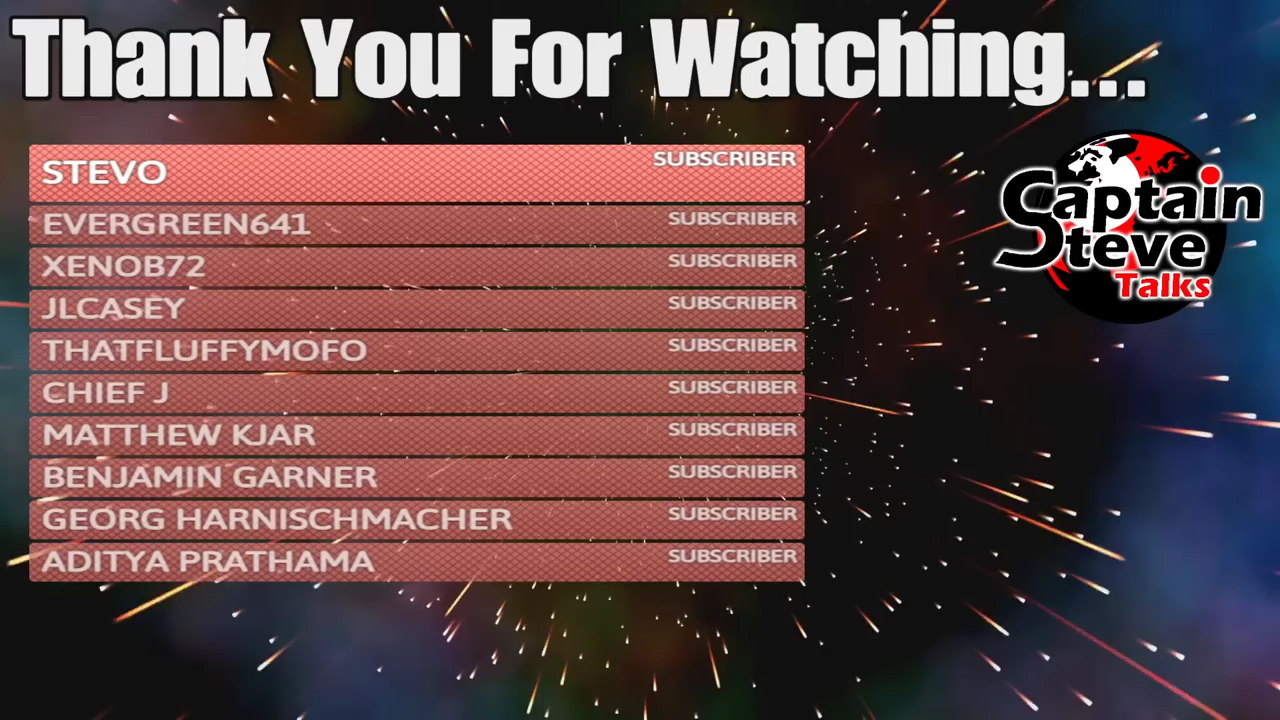 Thank You For Watching...
STEVO SUBSCRIBER
EVERGREEN641 SUBSCRIBER
XENOB72 SUBSCRIBER
JLCASEY SUBSCRIBER
THATFLUFFYMOFO SUBSCRIBER
CHIEF J SUBSCRIBER
MATTHEW KJAR SUBSCRIBER
BENJAMIN GARNER SUBSCRIBER
GEORG HARNISCHMACHER SUBSCRIBER
ADITYA PRATHAMA SUBSCRIBER
Captain
Steve
Talks